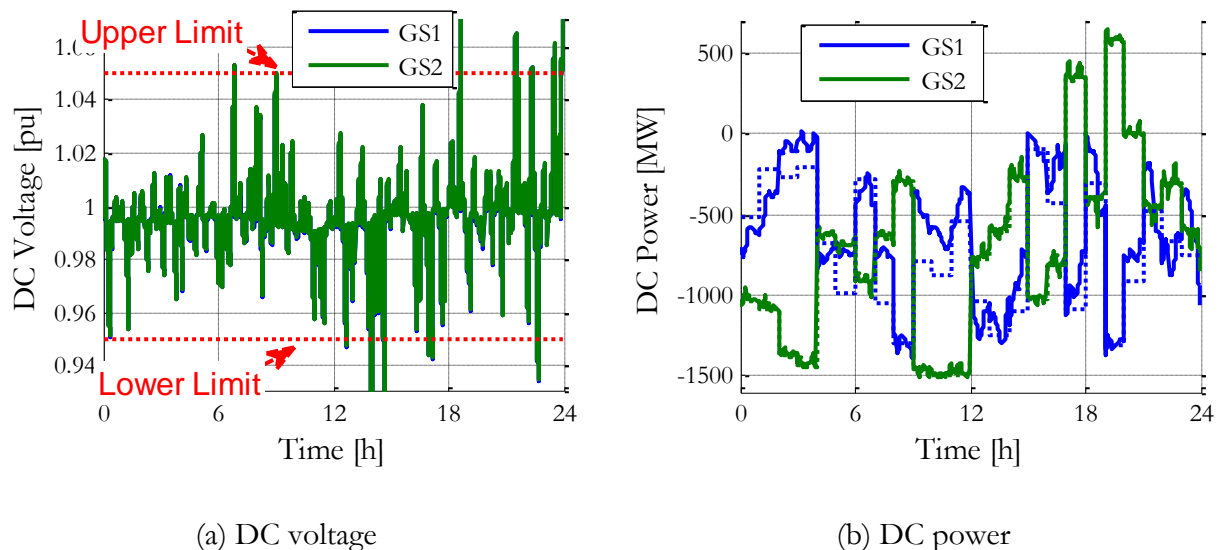 Upper Limit
GS1
GS2
1.06
1.04
1.02
1
0.98
0.96
0.94
DC Voltage [pu]
Lower Limit
0 6 12 18 24
Time [h]
(a) DC voltage
GS1
GS2
500
0
-500
-1000
-1500
DC Power [MW]
0 6 12 18 24
Time [h]
(b) DC power